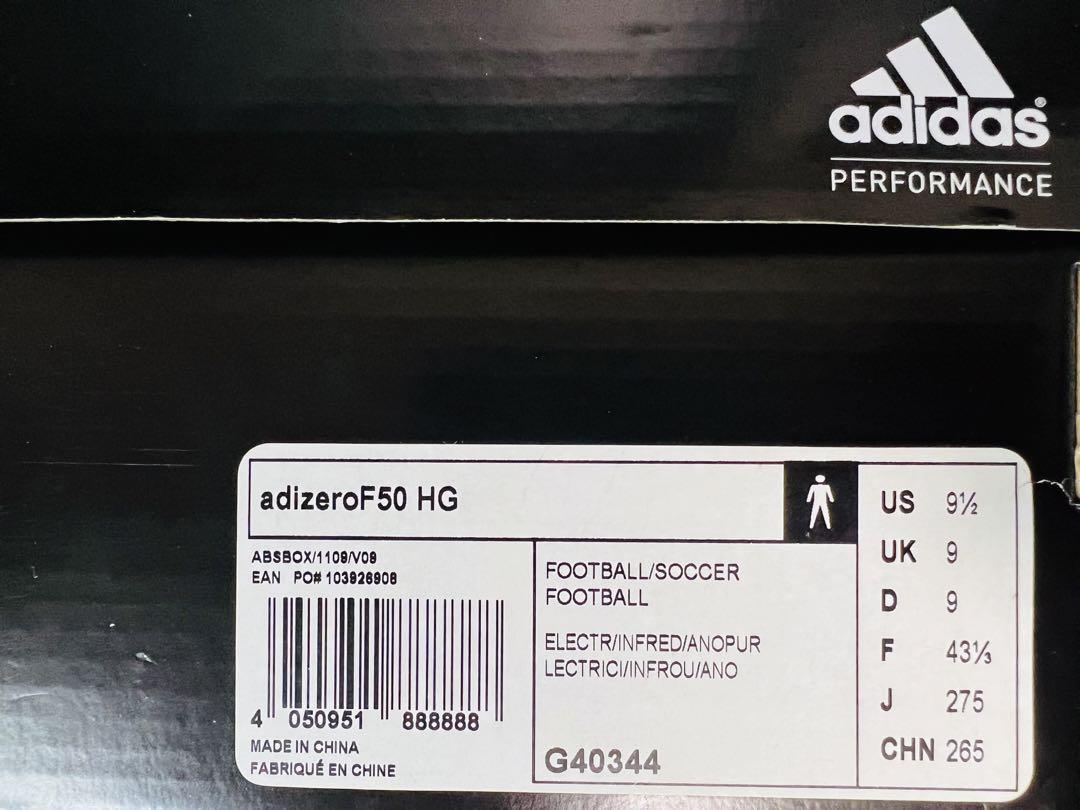 adidas®
PERFORMANCE
adizeroF50 HG
ABSBOX/1109/V09
EAN PO# 103926908
4 050951 888888
MADE IN CHINA
FABRIQUÉ EN CHINE
FOOTBALL/SOCCER
FOOTBALL
ELECTR/INFRED/ANOPUR
LECTRICI/INFROU/ANO
G40344
US 9½
UK 9
D 9
F 43⅓
J 275
CHN 265